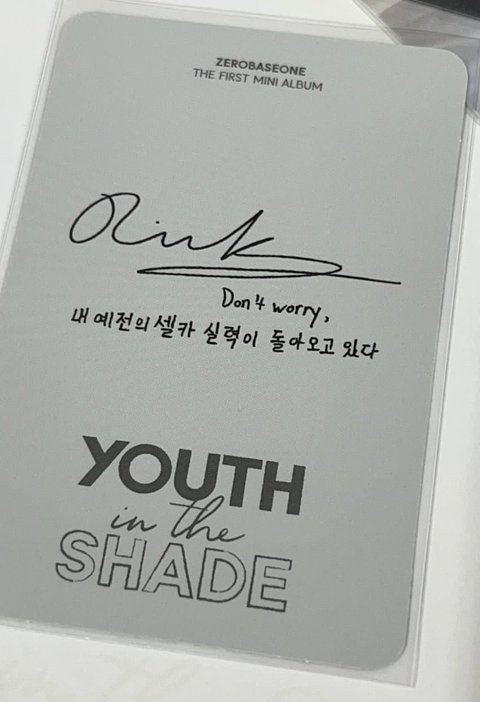 ZEROBASEONE
THE FIRST MINI ALBUM
Ricky
Don't worry,
내 예전의 셀카 실력이 돌아오고 있다
YOUTH
in the
SHADE